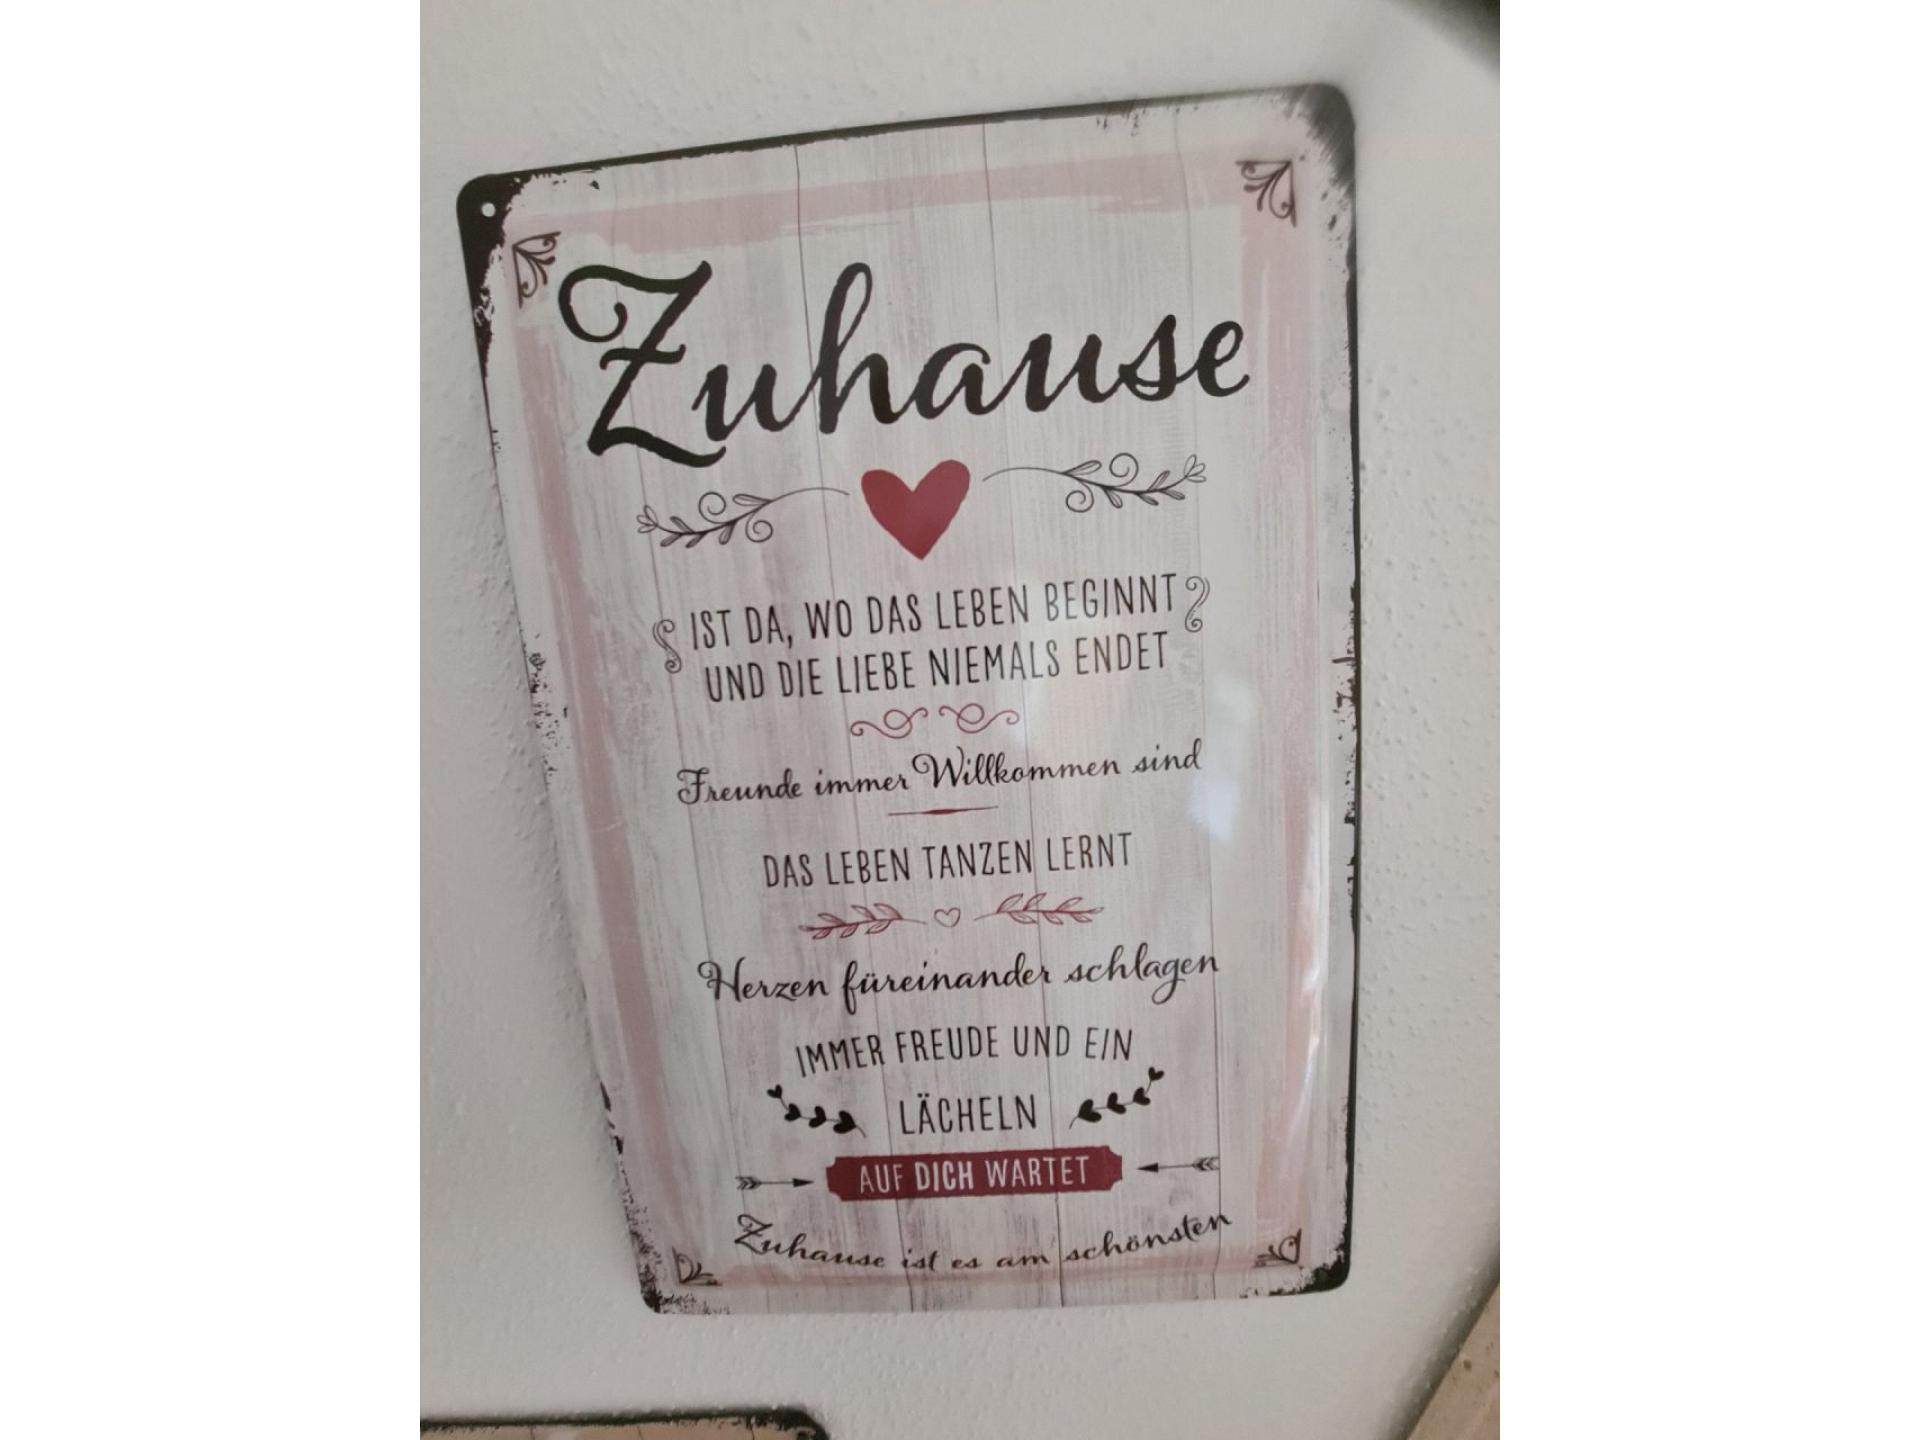 Zuhause
IST DA, WO DAS LEBEN BEGINNT
UND DIE LIEBE NIEMALS ENDET
Freunde immer Willkommen sind
DAS LEBEN TANZEN LERNT
Herzen füreinander schlagen
IMMER FREUDE UND EIN
LÄCHELN
AUF DICH WARTET
Zuhause ist es am schönsten